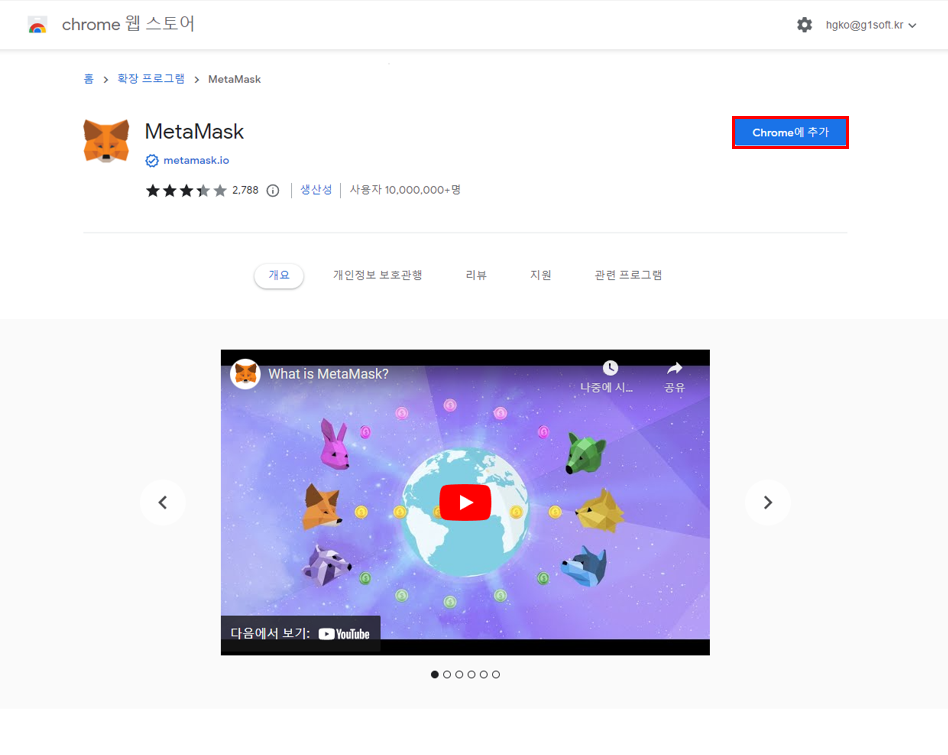 chrome 웹 스토어
hgko@g1soft.kr
홈 > 확장 프로그램 > MetaMask
MetaMask
Chrome에 추가
metamask.io
2,788
생산성
사용자 10,000,000+명
개요
개인정보 보호관행
리뷰
지원
관련 프로그램
What is MetaMask?
나중에 시...
공유
다음에서 보기: YouTube